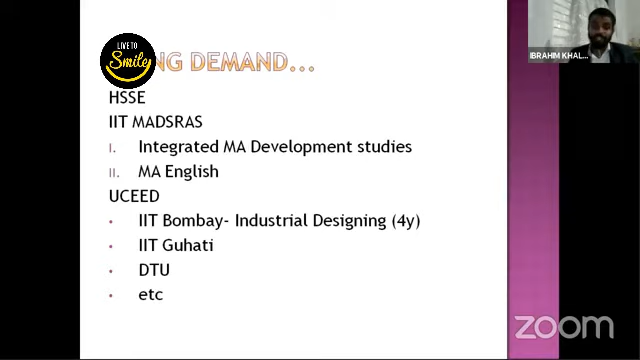 LIVE TO
Smile
NG DEMAND...
IBRAHIM KHAL...
HSSE
IIT MADSRAS
I. Integrated MA Development studies
II. MA English
UCEED
• IIT Bombay- Industrial Designing (4y)
• IIT Guhati
• DTU
• etc
zoom